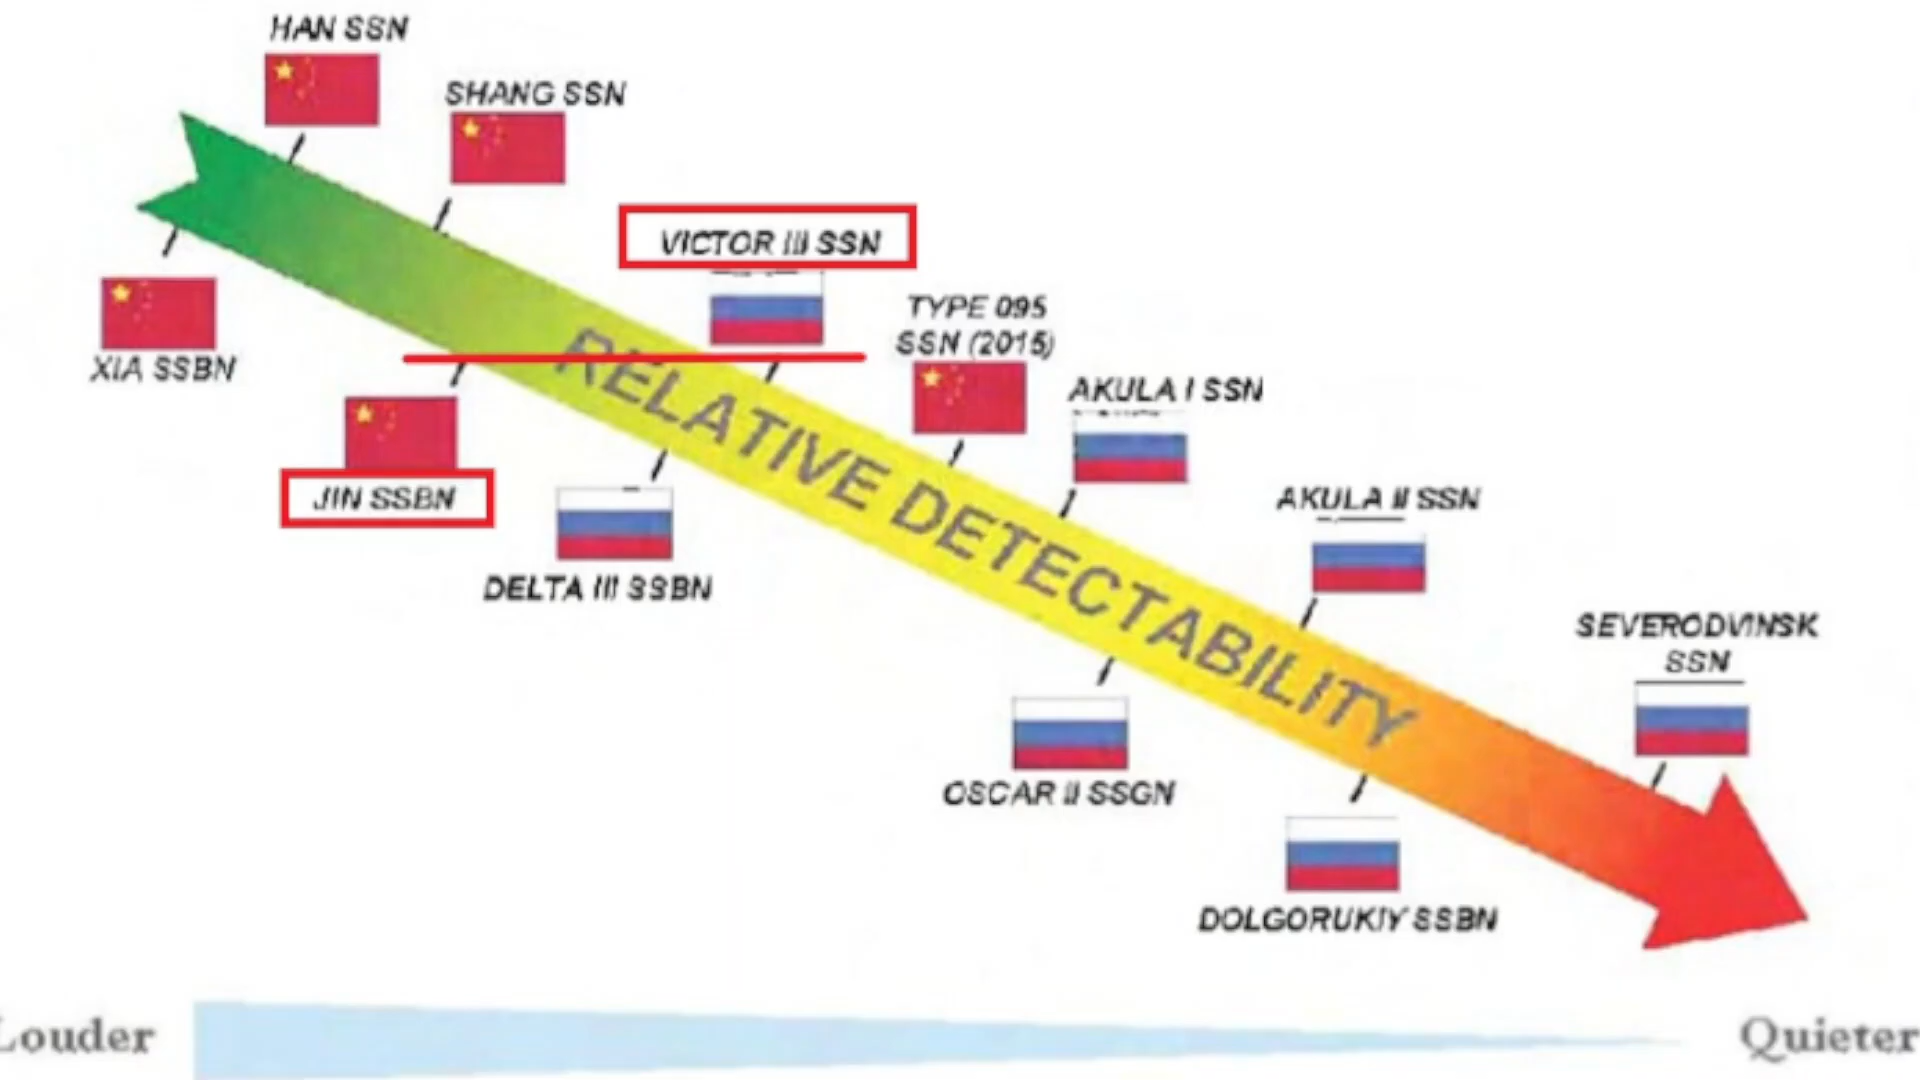 HAN SSN
SHANG SSN
VICTOR III SSN
TYPE 095
SSN (2015)
XIA SSBN
AKULA I SSN
JIN SSBN
AKULA II SSN
DELTA III SSBN
RELATIVE DETECTABILITY
SEVERODVINSK
SSN
OSCAR II SSGN
DOLGORUKIY SSBN
Louder
Quieter